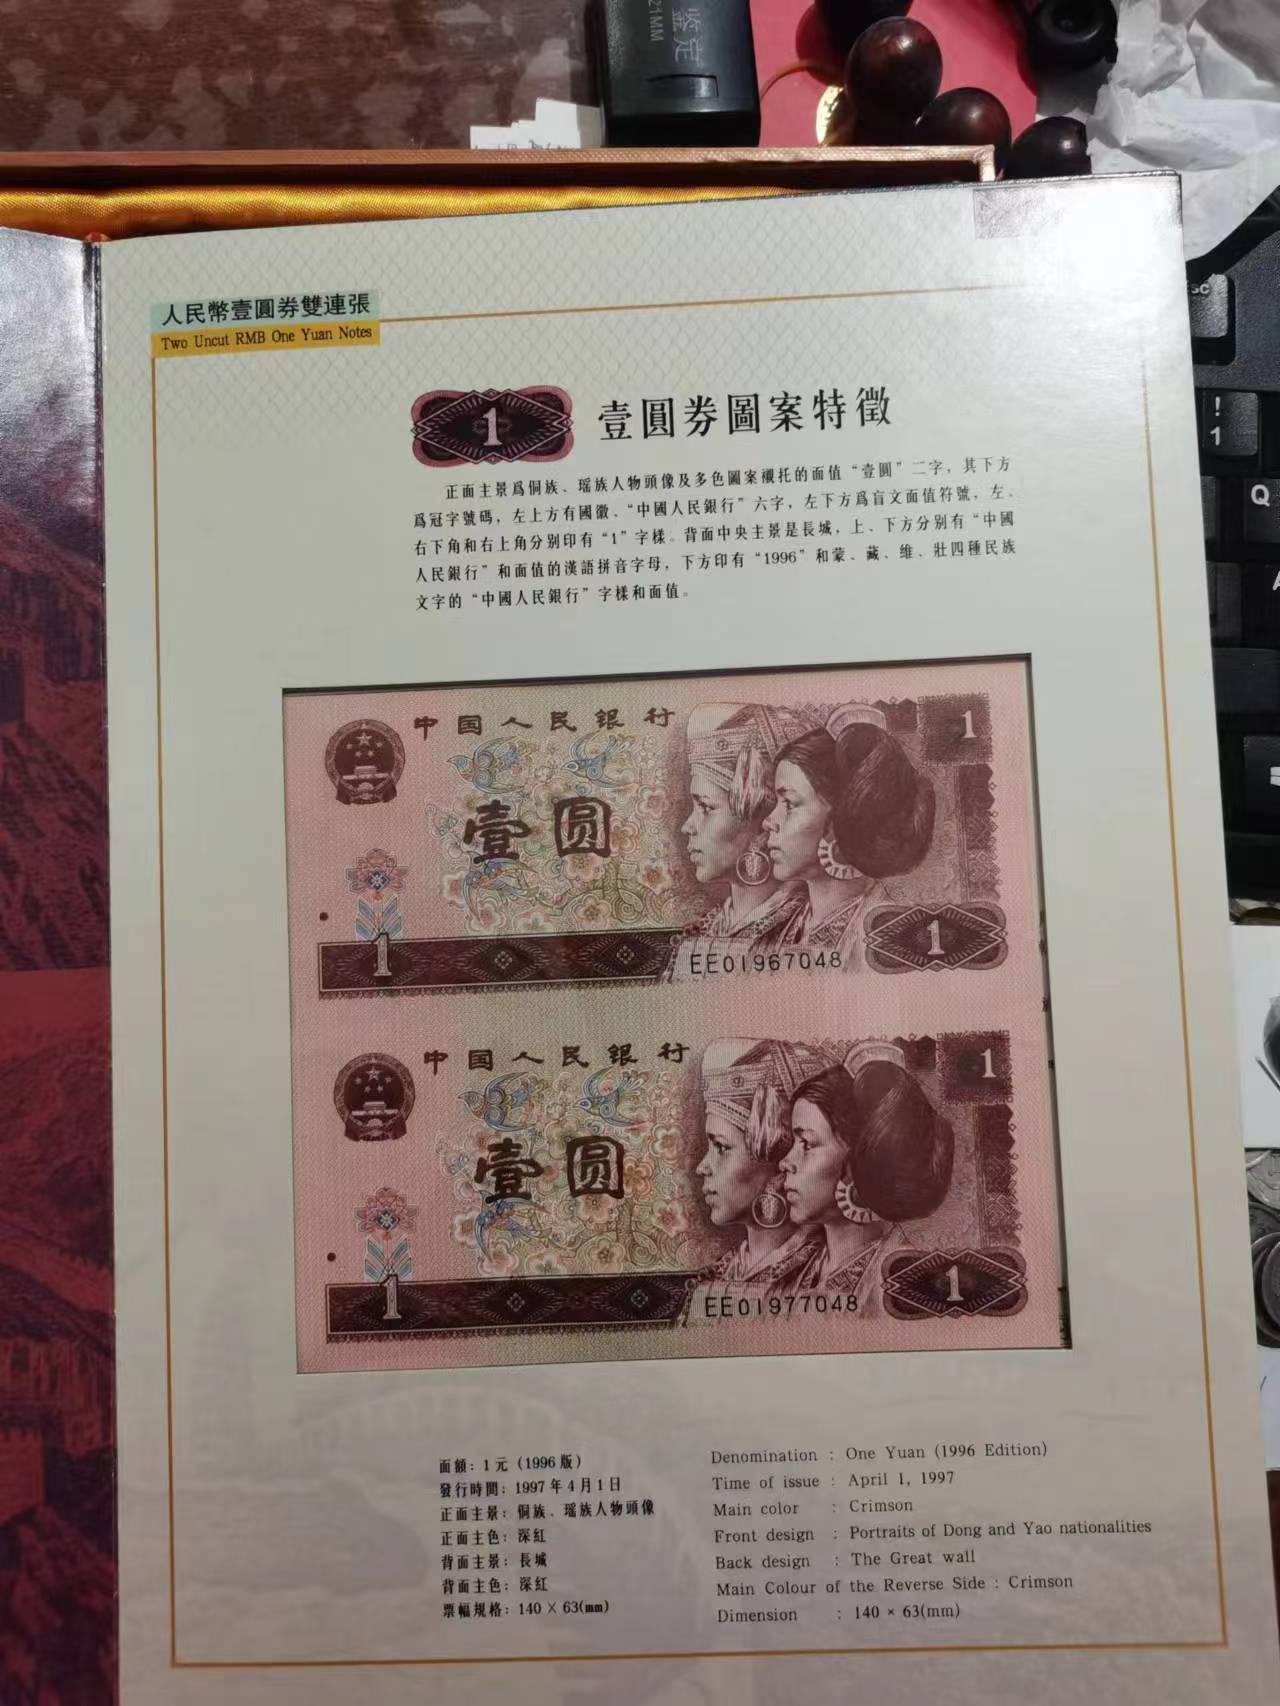 鉴定
21MM
人民幣壹圓券雙連張
Two Uncut RMB One Yuan Notes
1
壹圓券圖案特徵
正面主景爲侗族、瑶族人物頭像及多色圖案襯托的面值“壹圓”二字，其下方
爲冠字號碼，左上方有國徽、“中國人民銀行”六字，左下方爲盲文面值符號，左、
右下角和右上角分别印有“1”字樣。背面中央主景是長城，上、下方分别有“中國
人民銀行”和面值的漢語拼音字母，下方印有“1996”和蒙、藏、维、壯四種民族
文字的“中國人民銀行”字樣和面值。
中国人民银行
1
壹圆
1
EE01967048
1
中国人民银行
1
壹圆
1
EE01977048
1
面額：1元（1996版）
發行時間：1997年4月1日
正面主景：侗族、瑶族人物頭像
正面主色：深紅
背面主景：長城
背面主色：深紅
票幅規格：140×63(mm)
Denomination : One Yuan (1996 Edition)
Time of issue : April 1, 1997
Main color : Crimson
Front design : Portraits of Dong and Yao nationalities
Back design : The Great wall
Main Colour of the Reverse Side : Crimson
Dimension : 140 × 63(mm)
!
1
Q